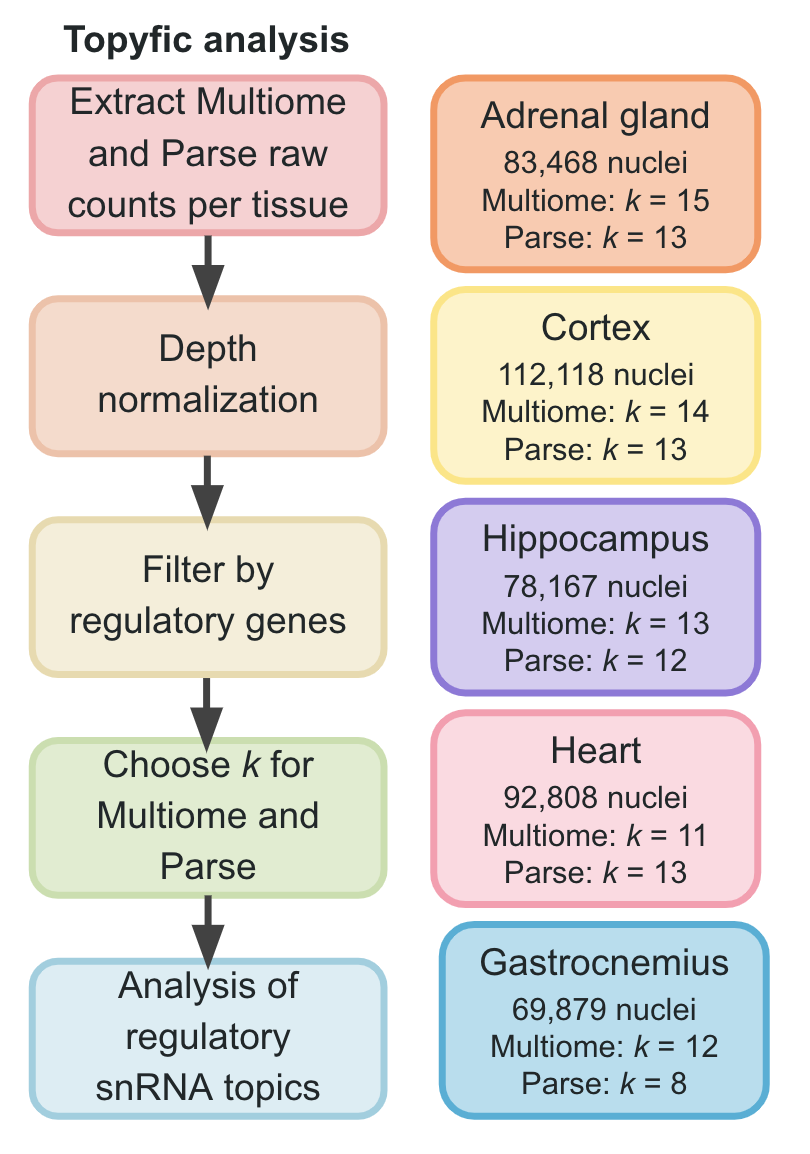 Topyfic analysis
Extract Multiome
and Parse raw
counts per tissue
Depth
normalization
Filter by
regulatory genes
Choose k for
Multiome and
Parse
Analysis of
regulatory
snRNA topics
Adrenal gland
83,468 nuclei
Multiome: k = 15
Parse: k = 13
Cortex
112,118 nuclei
Multiome: k = 14
Parse: k = 13
Hippocampus
78,167 nuclei
Multiome: k = 13
Parse: k = 12
Heart
92,808 nuclei
Multiome: k = 11
Parse: k = 13
Gastrocnemius
69,879 nuclei
Multiome: k = 12
Parse: k = 8